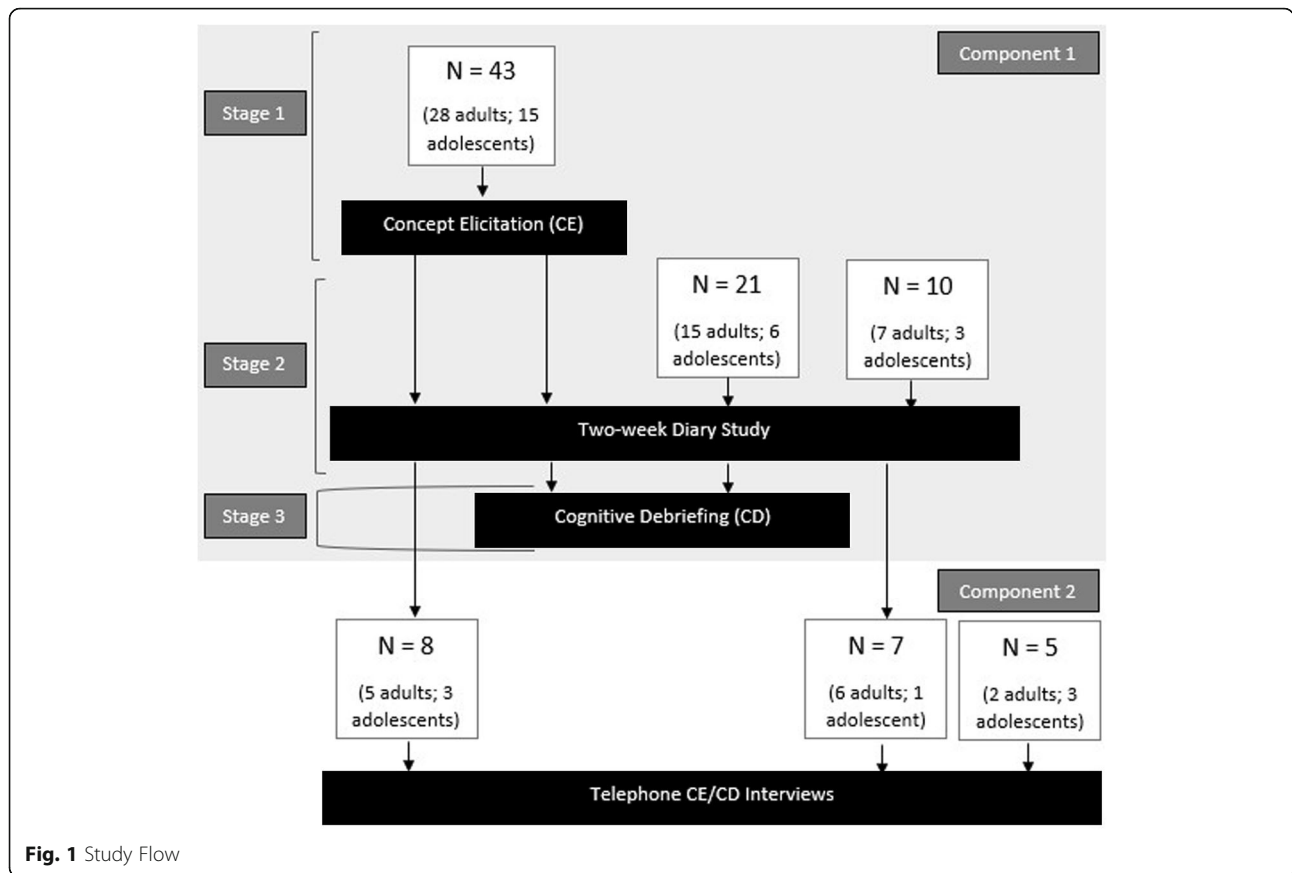 Component 1
N = 43
(28 adults; 15
adolescents)
Stage 1
Concept Elicitation (CE)
N = 21
(15 adults; 6
adolescents)
N = 10
(7 adults; 3
adolescents)
Stage 2
Two-week Diary Study
Stage 3
Cognitive Debriefing (CD)
Component 2
N = 8
(5 adults; 3
adolescents)
N = 7
(6 adults; 1
adolescent)
N = 5
(2 adults; 3
adolescents)
Telephone CE/CD Interviews
Fig. 1 Study Flow